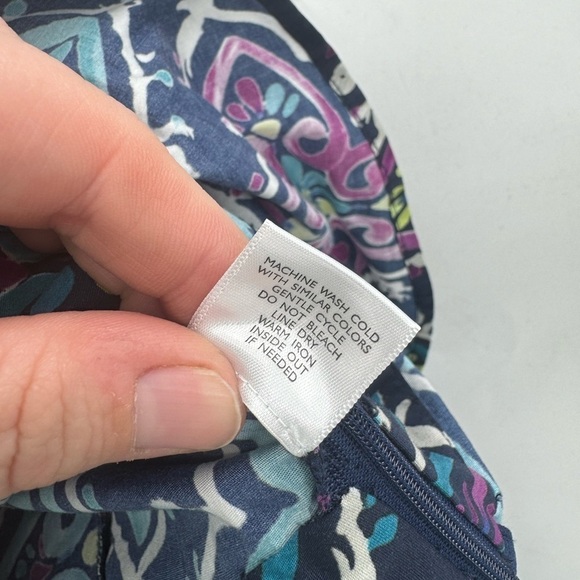 MACHINE WASH COLD
WITH SIMILAR COLORS
GENTLE CYCLE
DO NOT BLEACH
LINE DRY
WARM IRON
INSIDE OUT
IF NEEDED